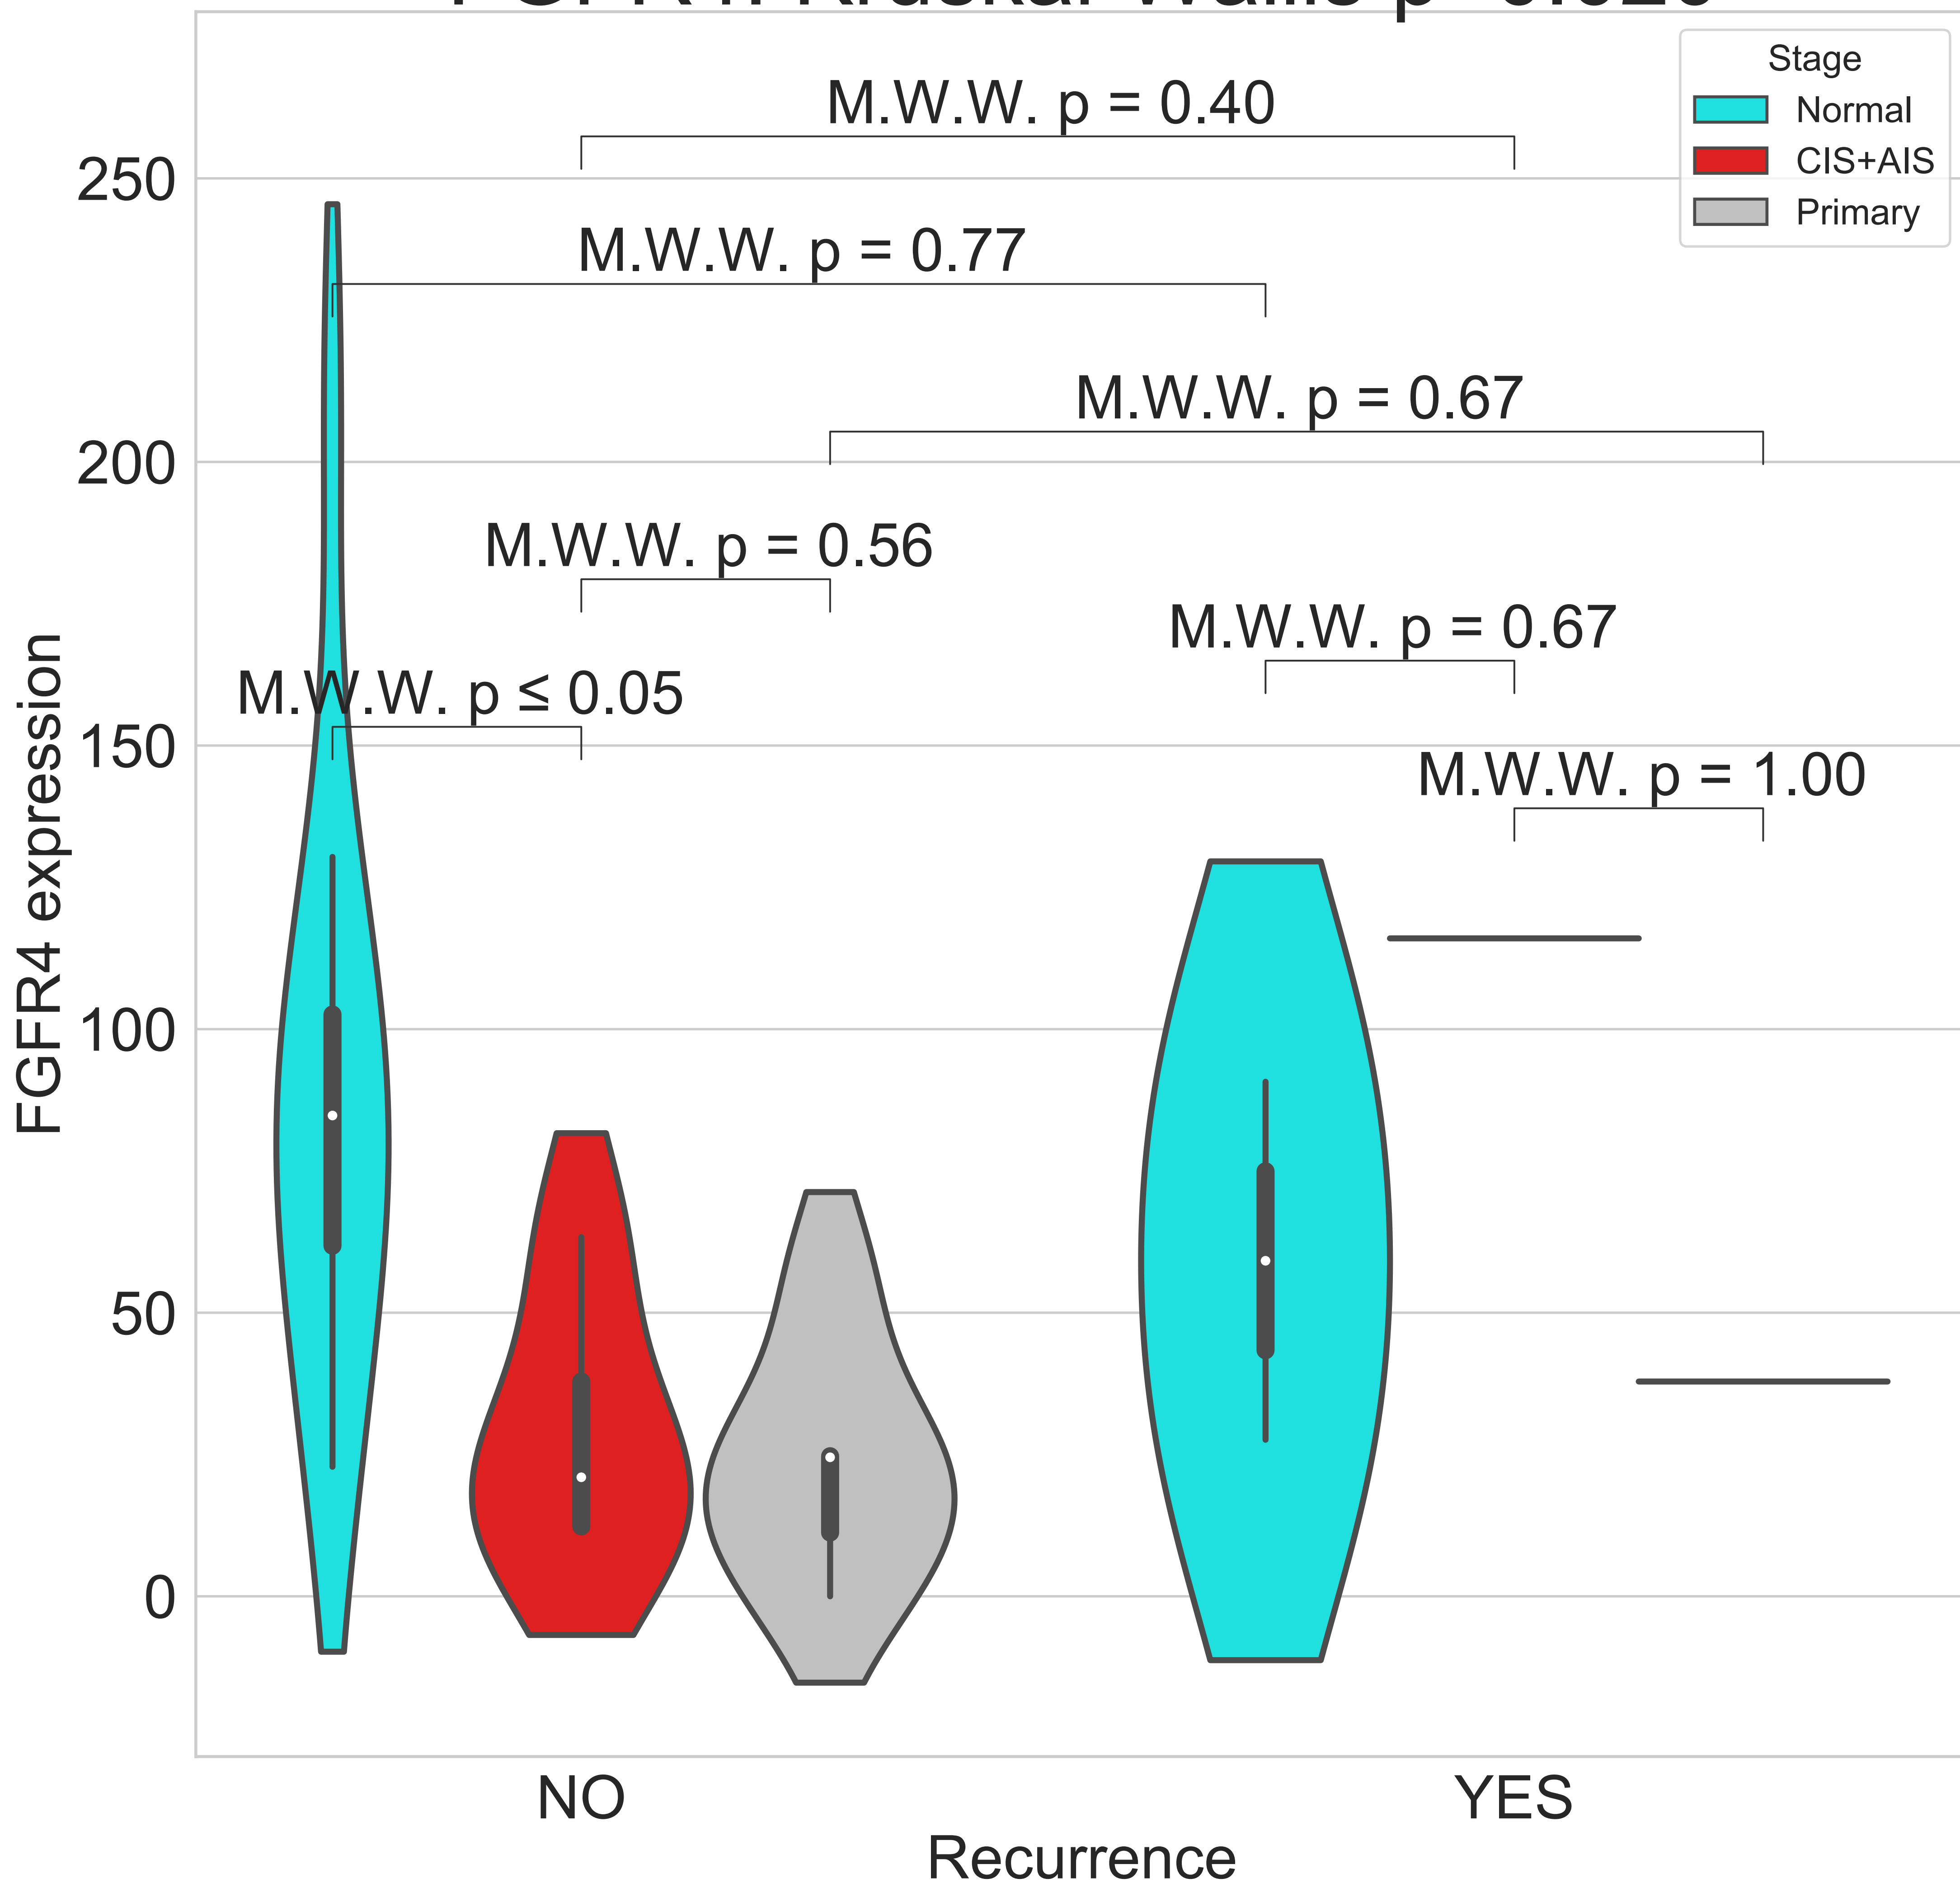 Stage
Normal
CIS+AIS
Primary
M.W.W. p = 0.40
M.W.W. p = 0.77
M.W.W. p = 0.67
M.W.W. p = 0.56
M.W.W. p = 0.67
M.W.W. p ≤ 0.05
M.W.W. p = 1.00
250
200
150
100
50
0
FGFR4 expression
NO
YES
Recurrence